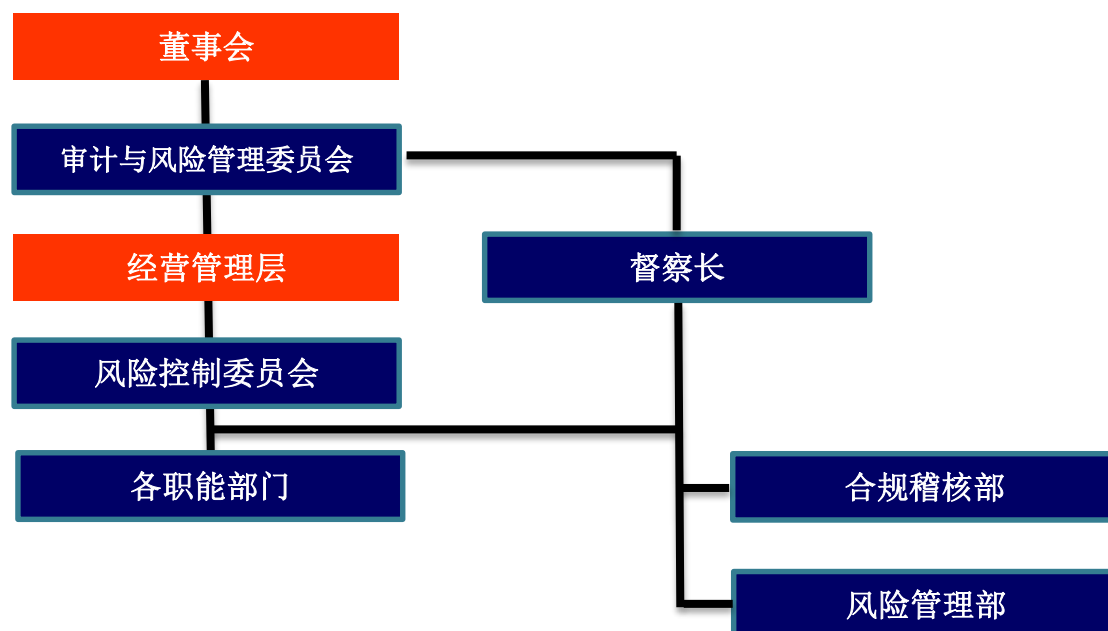 董事会
审计与风险管理委员会
经营管理层
督察长
风险控制委员会
各职能部门
合规稽核部
风险管理部